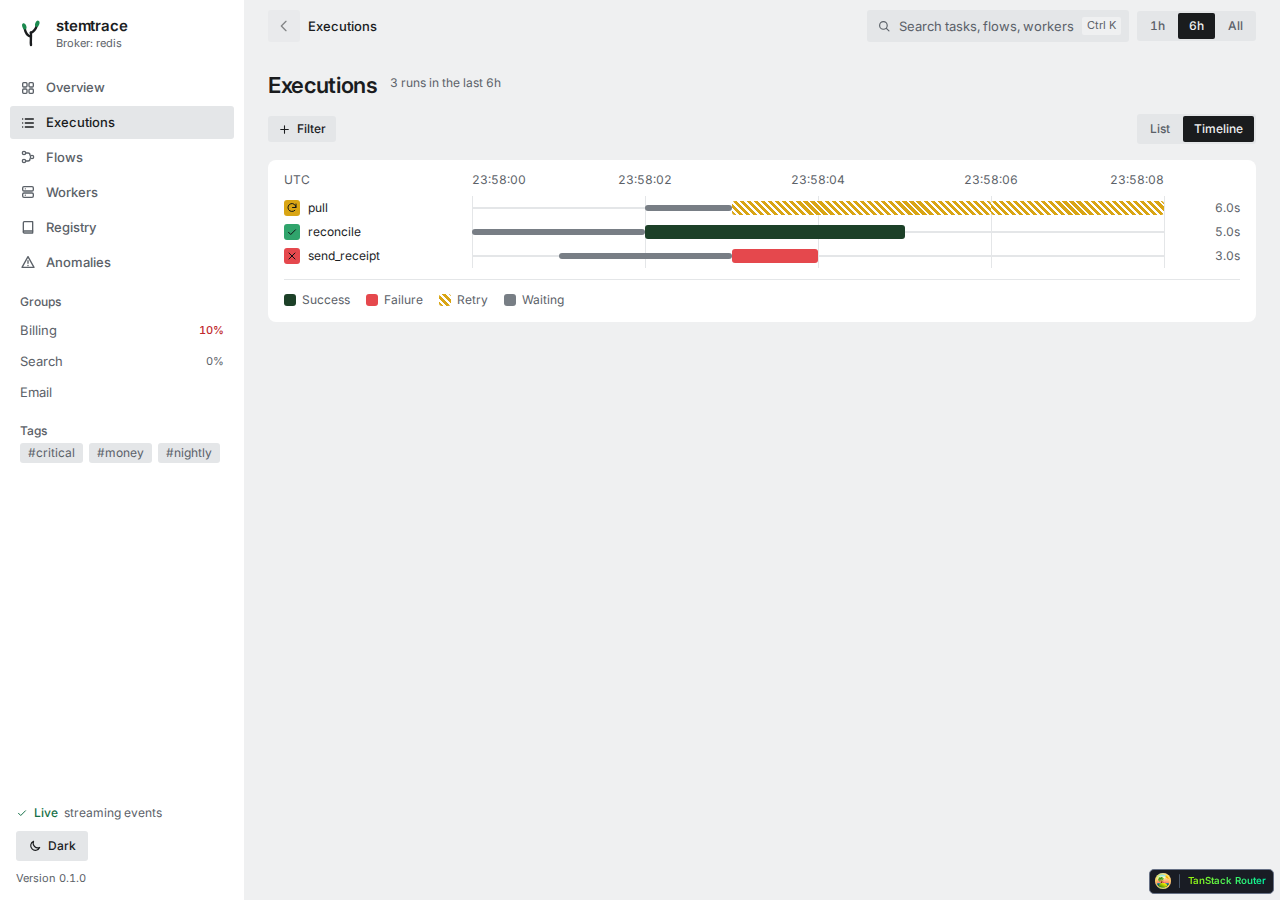 stemtrace
Broker: redis
Overview
Executions
Flows
Workers
Registry
Anomalies
Groups
Billing 10%
Search 0%
Email
Tags
#critical #money #nightly
Live streaming events
Dark
Version 0.1.0
Executions
Search tasks, flows, workers Ctrl K
1h 6h All
Executions 3 runs in the last 6h
Filter
List Timeline
UTC 23:58:00 23:58:02 23:58:04 23:58:06 23:58:08
pull 6.0s
reconcile 5.0s
send_receipt 3.0s
Success Failure Retry Waiting
TanStack Router